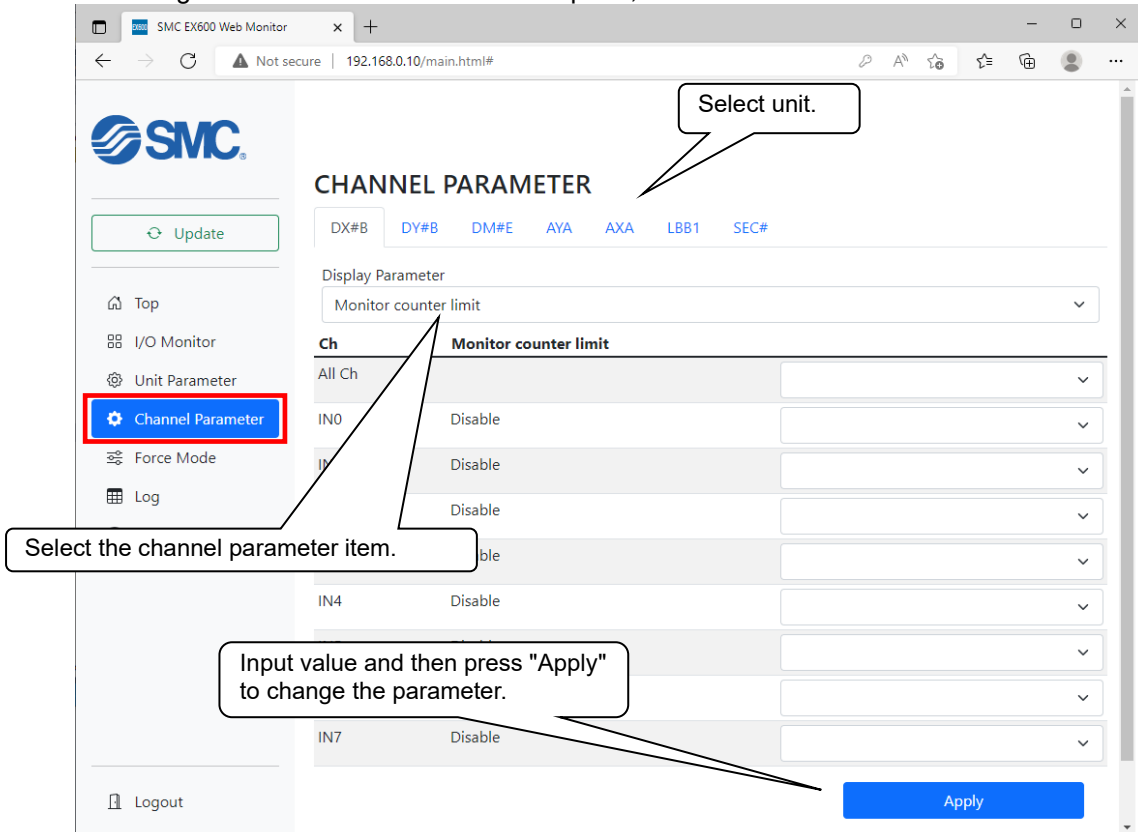 SMC EX600 Web Monitor
Not secure 192.168.0.10/main.html#
SMC
Select unit.
CHANNEL PARAMETER
Update
DX#B DY#B DM#E AYA AXA LBB1 SEC#
Display Parameter
Monitor counter limit
Top
I/O Monitor
Unit Parameter
Channel Parameter
Force Mode
Log
Ch Monitor counter limit
All Ch
IN0 Disable
Disable
Disable
Select the channel parameter item.
IN4 Disable
Input value and then press "Apply"
to change the parameter.
IN7 Disable
Logout
Apply